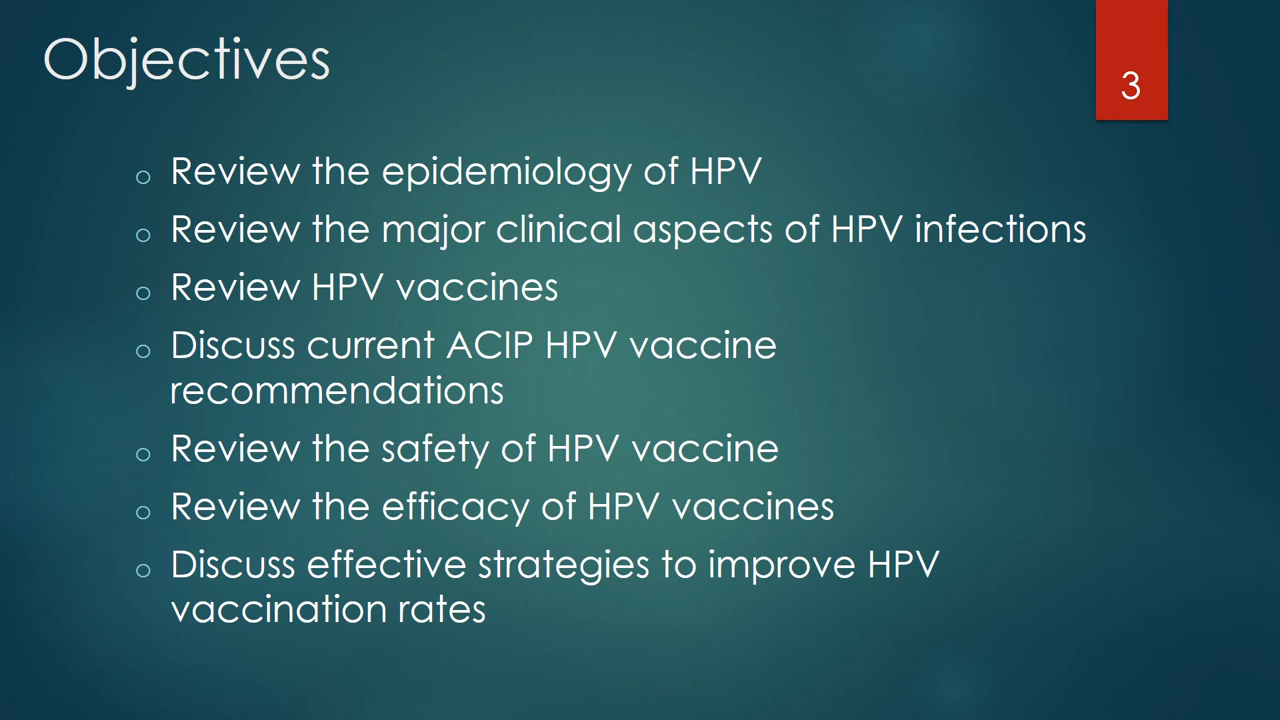 Objectives
3
o Review the epidemiology of HPV
o Review the major clinical aspects of HPV infections
o Review HPV vaccines
o Discuss current ACIP HPV vaccine
recommendations
o Review the safety of HPV vaccine
o Review the efficacy of HPV vaccines
o Discuss effective strategies to improve HPV
vaccination rates